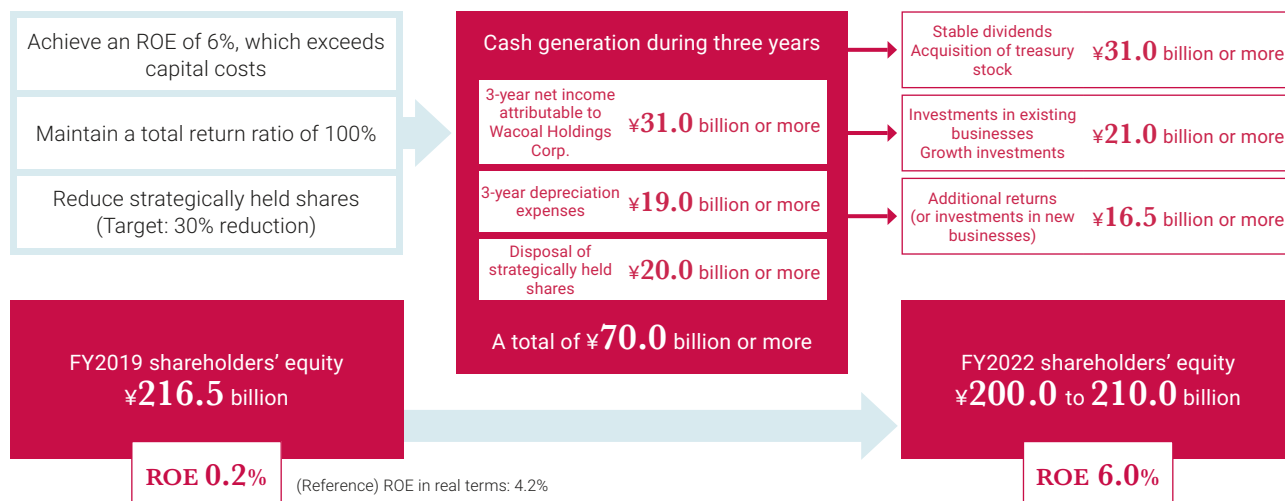 Achieve an ROE of 6%, which exceeds
capital costs
Maintain a total return ratio of 100%
Reduce strategically held shares
(Target: 30% reduction)
Cash generation during three years
3-year net income
attributable to
Wacoal Holdings
Corp.
¥31.0 billion or more
3-year depreciation
expenses
¥19.0 billion or more
Disposal of
strategically held
shares
¥20.0 billion or more
A total of ¥70.0 billion or more
Stable dividends
Acquisition of treasury
stock
¥31.0 billion or more
Investments in existing
businesses
Growth investments
¥21.0 billion or more
Additional returns
(or investments in new
businesses)
¥16.5 billion or more
FY2019 shareholders' equity
¥216.5 billion
ROE 0.2%
(Reference) ROE in real terms: 4.2%
FY2022 shareholders' equity
¥200.0 to 210.0 billion
ROE 6.0%